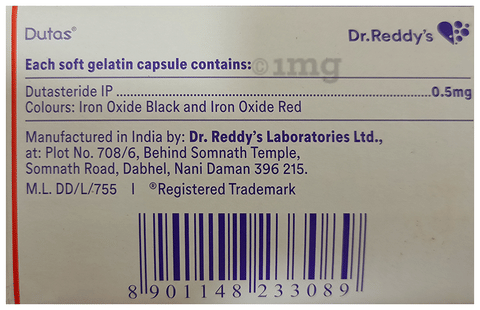 Dutas®
Dr.Reddy's
Each soft gelatin capsule contains:
©1mg
Dutasteride IP ..........................................................0.5mg
Colours: Iron Oxide Black and Iron Oxide Red
Manufactured in India by: Dr. Reddy's Laboratories Ltd.,
at: Plot No. 708/6, Behind Somnath Temple,
Somnath Road, Dabhel, Nani Daman 396 215.
M.L. DD/L/755 | ®Registered Trademark
8 901148 233089